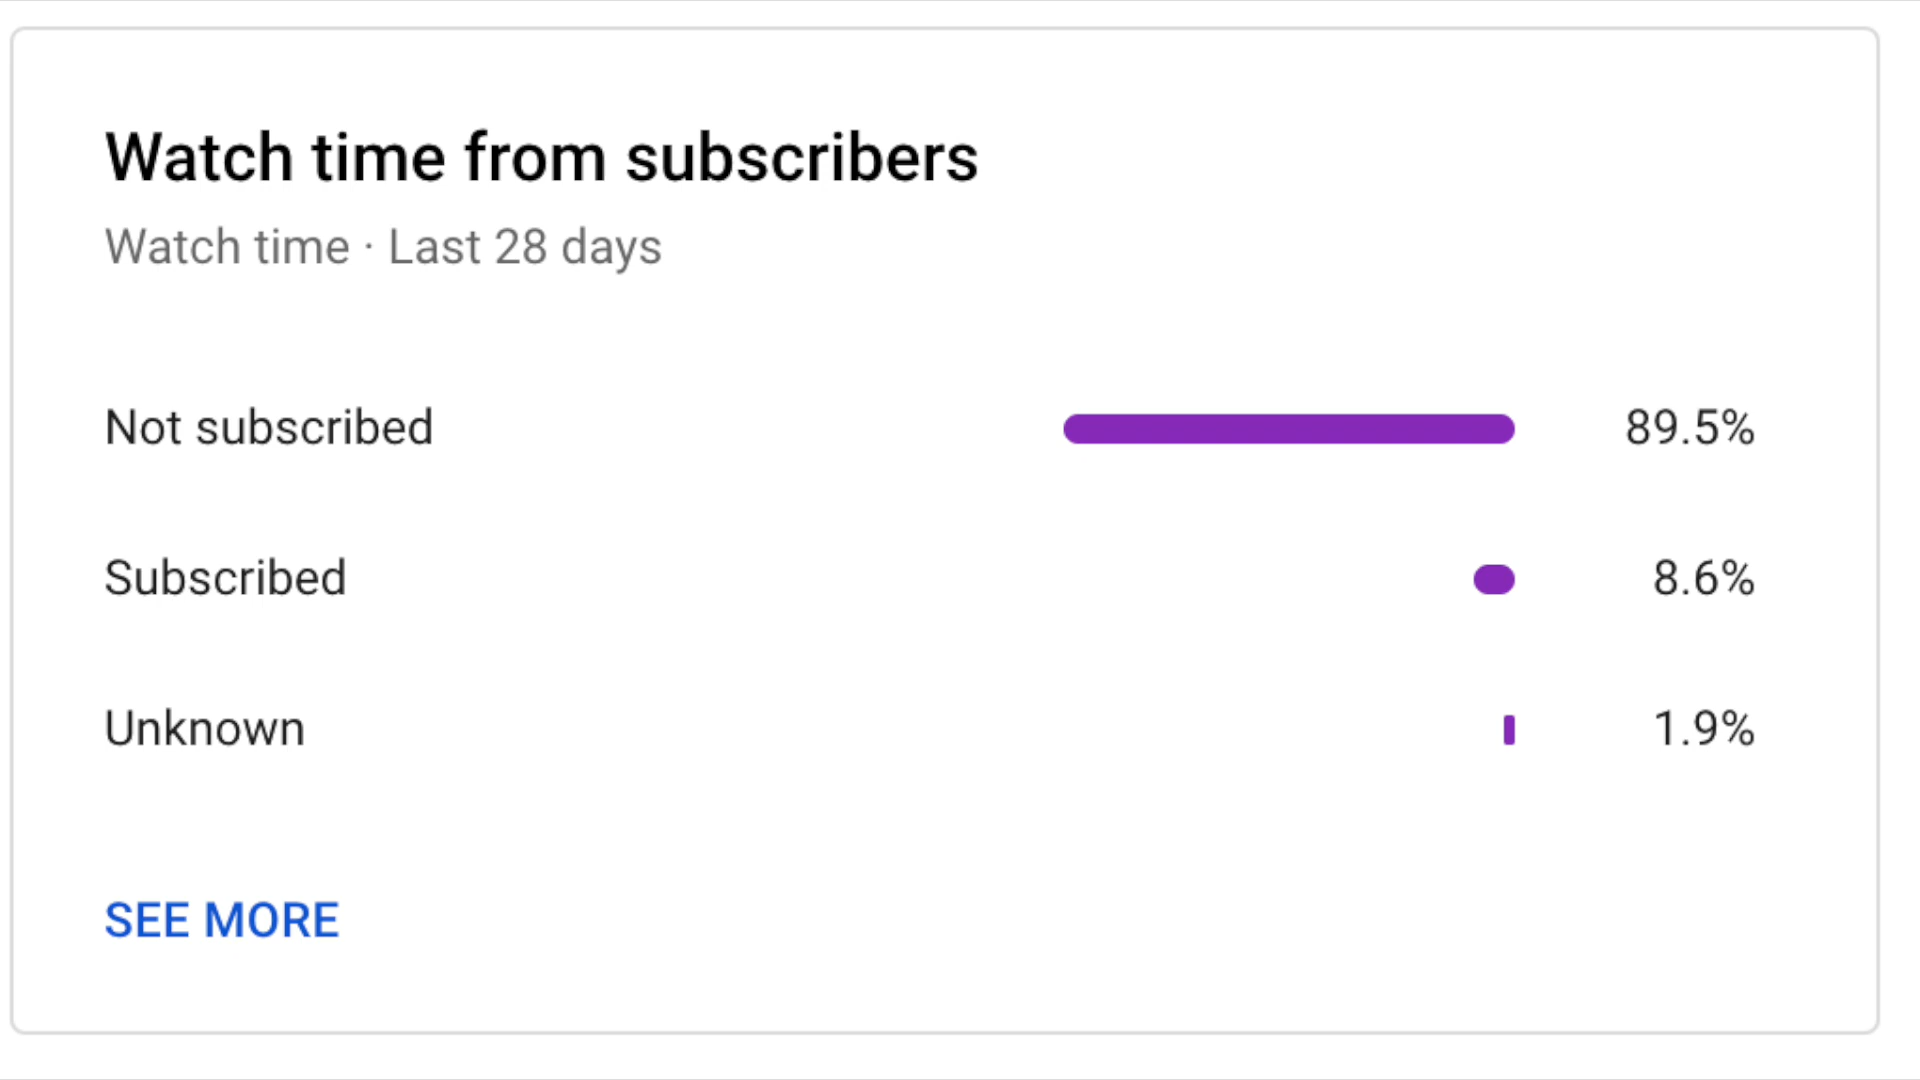 Watch time from subscribers
Watch time · Last 28 days
Not subscribed 89.5%
Subscribed 8.6%
Unknown 1.9%
SEE MORE